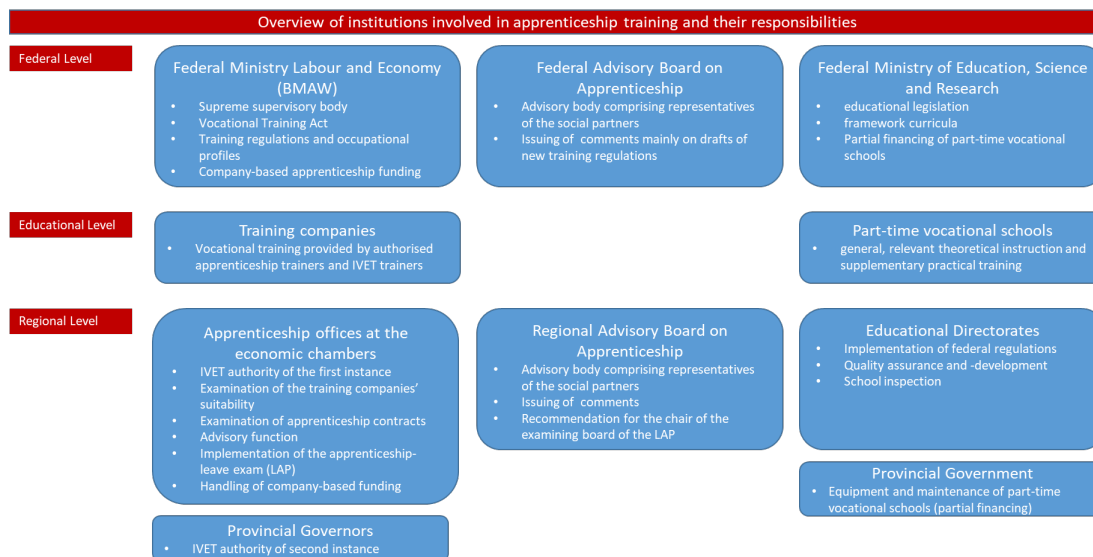 Overview of institutions involved in apprenticeship training and their responsibilities
Federal Level
Federal Ministry Labour and Economy
(BMAW)
• Supreme supervisory body
• Vocational Training Act
• Training regulations and occupational
profiles
• Company-based apprenticeship funding
Federal Advisory Board on
Apprenticeship
• Advisory body comprising representatives
of the social partners
• Issuing of comments mainly on drafts of
new training regulations
Federal Ministry of Education, Science
and Research
• educational legislation
• framework curricula
• Partial financing of part-time vocational
schools
Educational Level
Training companies
• Vocational training provided by authorised
apprenticeship trainers and IVET trainers
Part-time vocational schools
• general, relevant theoretical instruction and
supplementary practical training
Regional Level
Apprenticeship offices at the
economic chambers
• IVET authority of the first instance
• Examination of the training companies'
suitability
• Examination of apprenticeship contracts
• Advisory function
• Implementation of the apprenticeship-
leave exam (LAP)
• Handling of company-based funding
Regional Advisory Board on
Apprenticeship
• Advisory body comprising representatives
of the social partners
• Issuing of comments
• Recommendation for the chair of the
examining board of the LAP
Educational Directorates
• Implementation of federal regulations
• Quality assurance and -development
• School inspection
Provincial Governors
• IVET authority of second instance
Provincial Government
• Equipment and maintenance of part-time
vocational schools (partial financing)